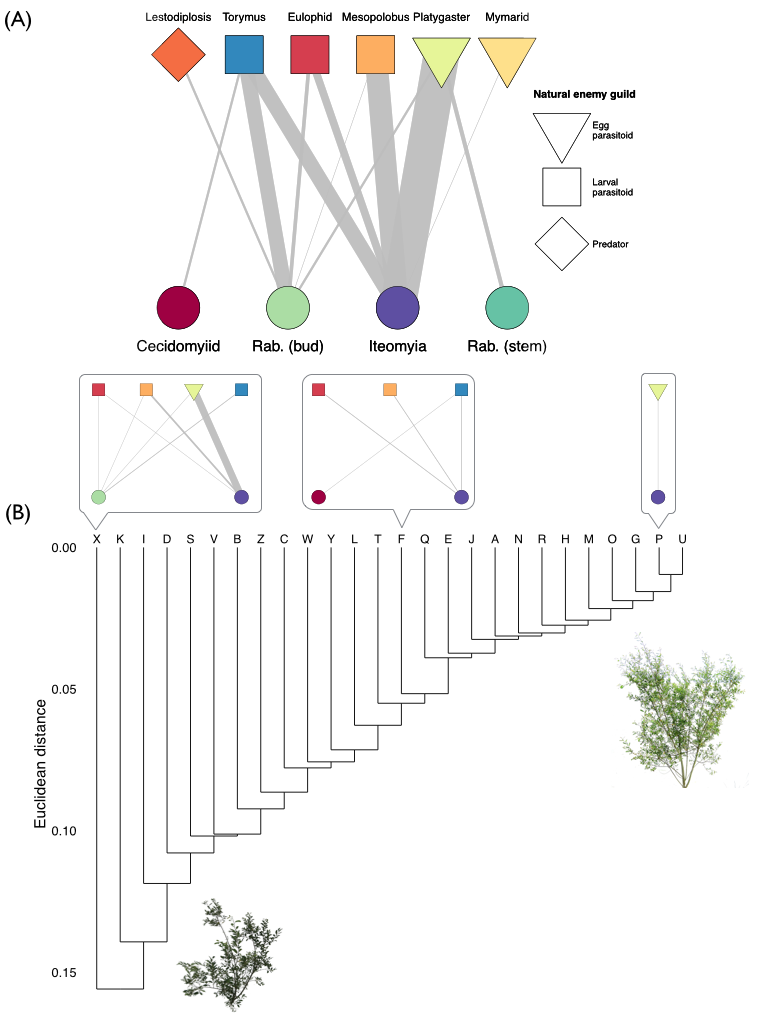 (A)
Lestodiplosis Torymus Eulophid Mesopolobus Platygaster Mymarid
Natural enemy guild
Egg
parasitoid
Larval
parasitoid
Predator
Cecidomyiid Rab. (bud) Iteomyia Rab. (stem)
(B)
X K I D S V B Z C W Y L T F Q E J A N R H M O G P U
0.00
0.05
0.10
0.15
Euclidean distance